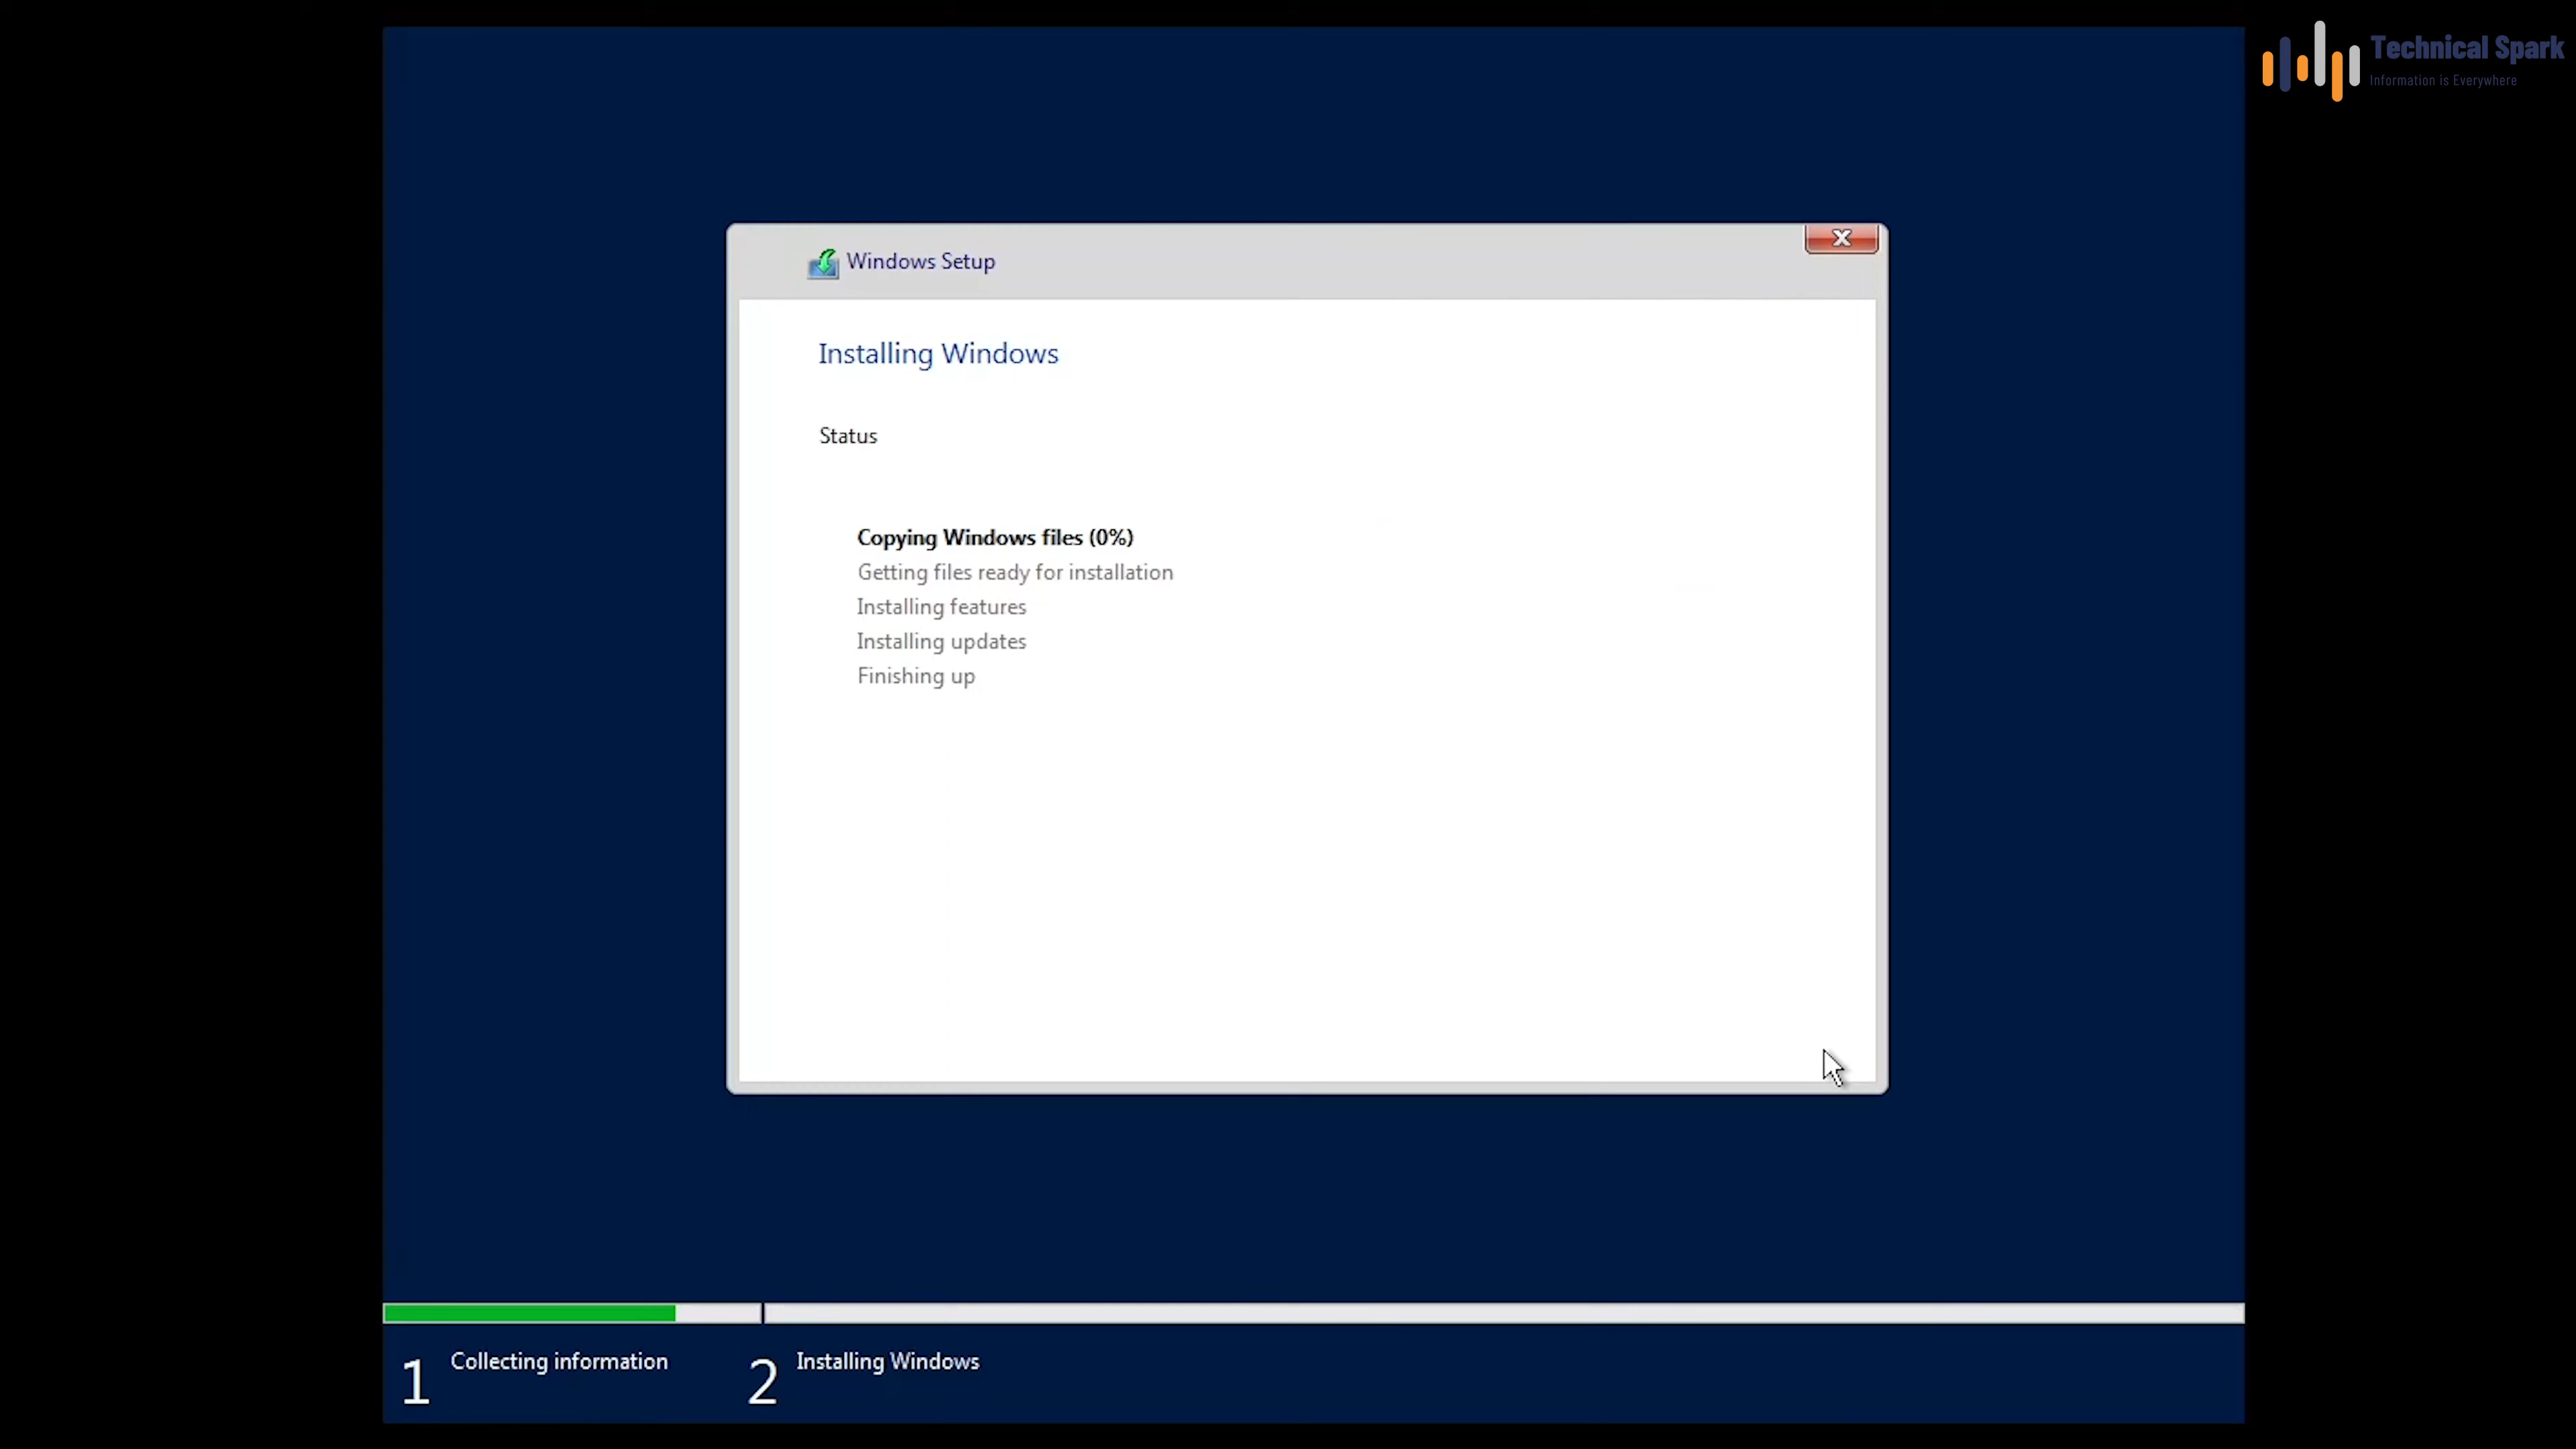 Technical Spark
Information is Everywhere
Windows Setup
Installing Windows
Status
Copying Windows files (0%)
Getting files ready for installation
Installing features
Installing updates
Finishing up
1 Collecting information
2 Installing Windows